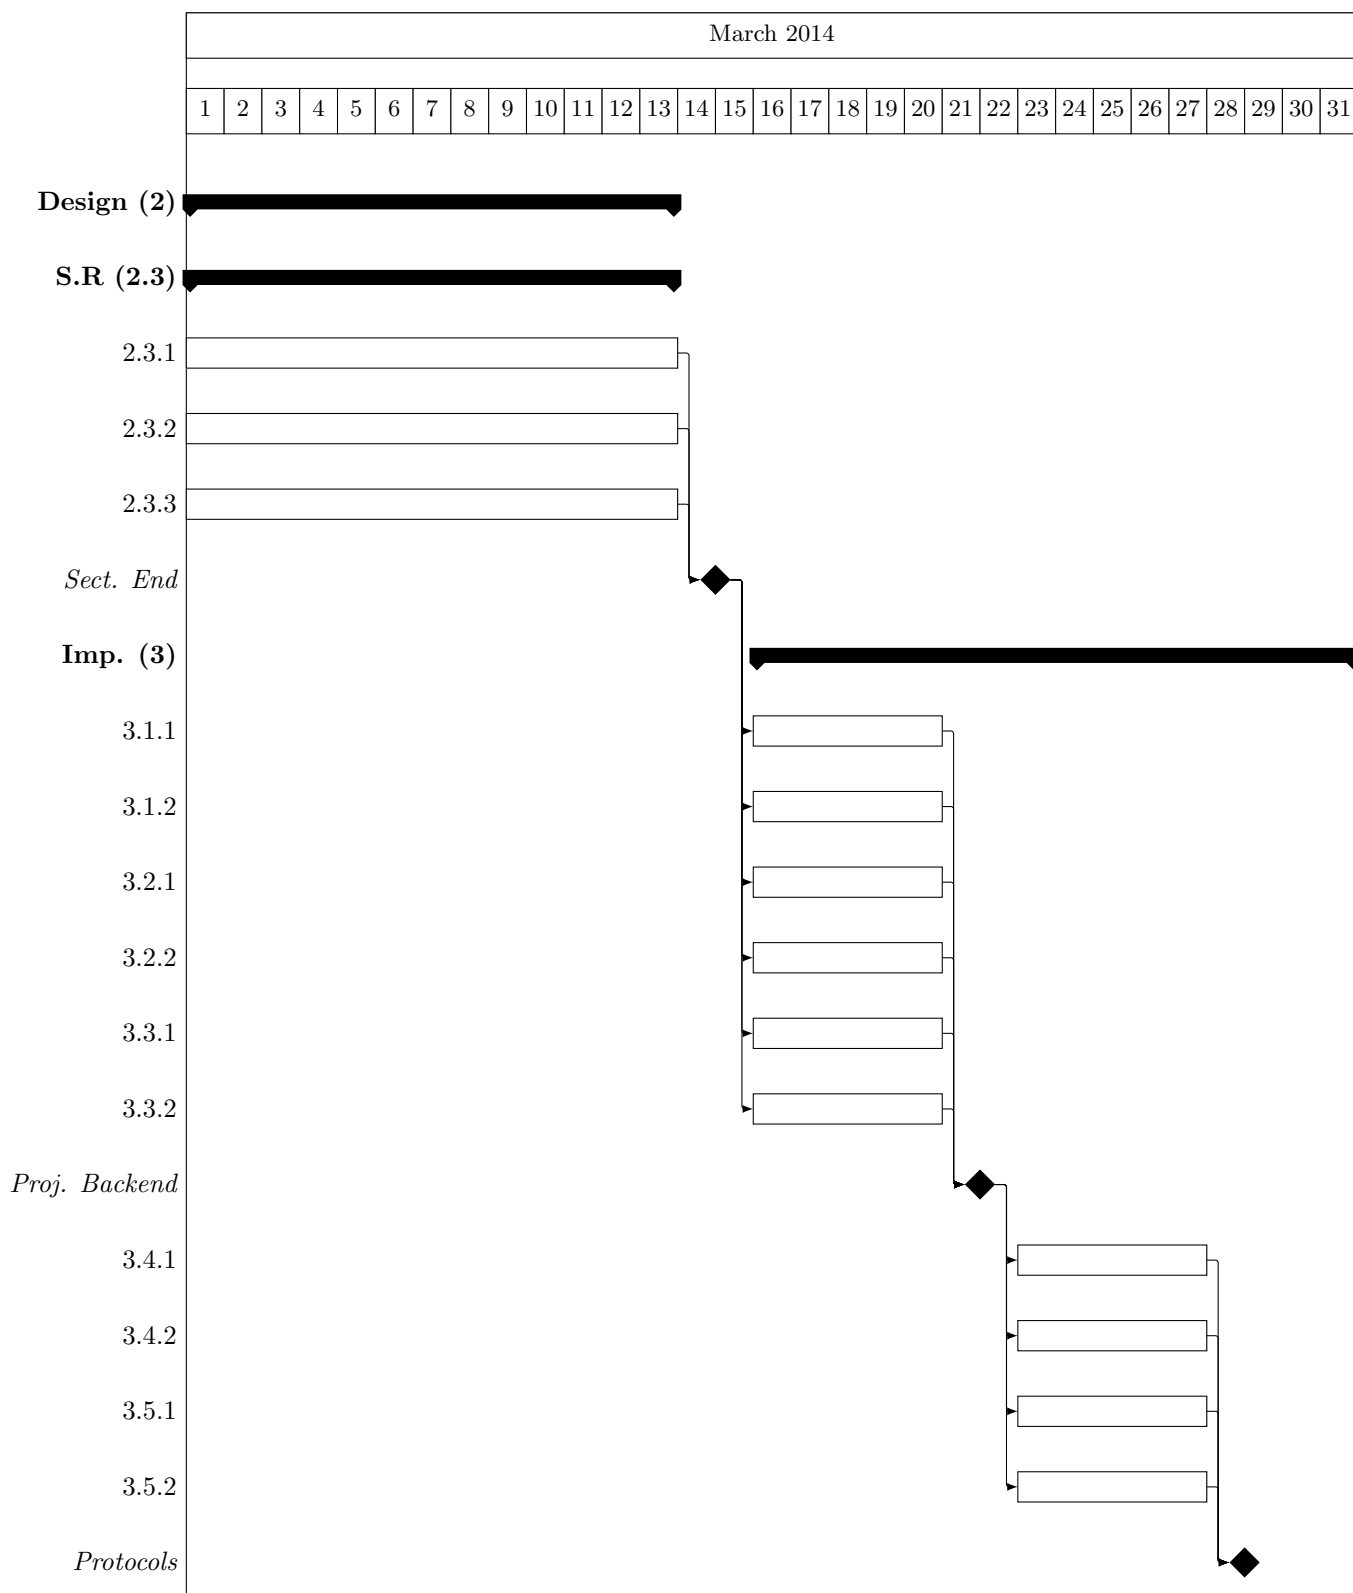 March 2014
1 2 3 4 5 6 7 8 9 10 11 12 13 14 15 16 17 18 19 20 21 22 23 24 25 26 27 28 29 30 31
Design (2)
S.R (2.3)
2.3.1
2.3.2
2.3.3
Sect. End
Imp. (3)
3.1.1
3.1.2
3.2.1
3.2.2
3.3.1
3.3.2
Proj. Backend
3.4.1
3.4.2
3.5.1
3.5.2
Protocols